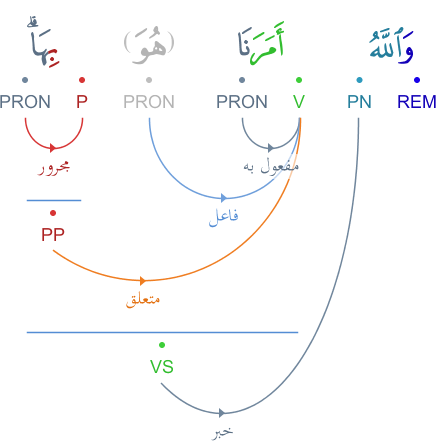 وَٱللَّهُ أَمَرَنَا (هُوَ) بِهَاۗ
REM PN V PRON PRON P PRON
مجرور مفعول به
فاعل
PP
متعلق
VS
خبر